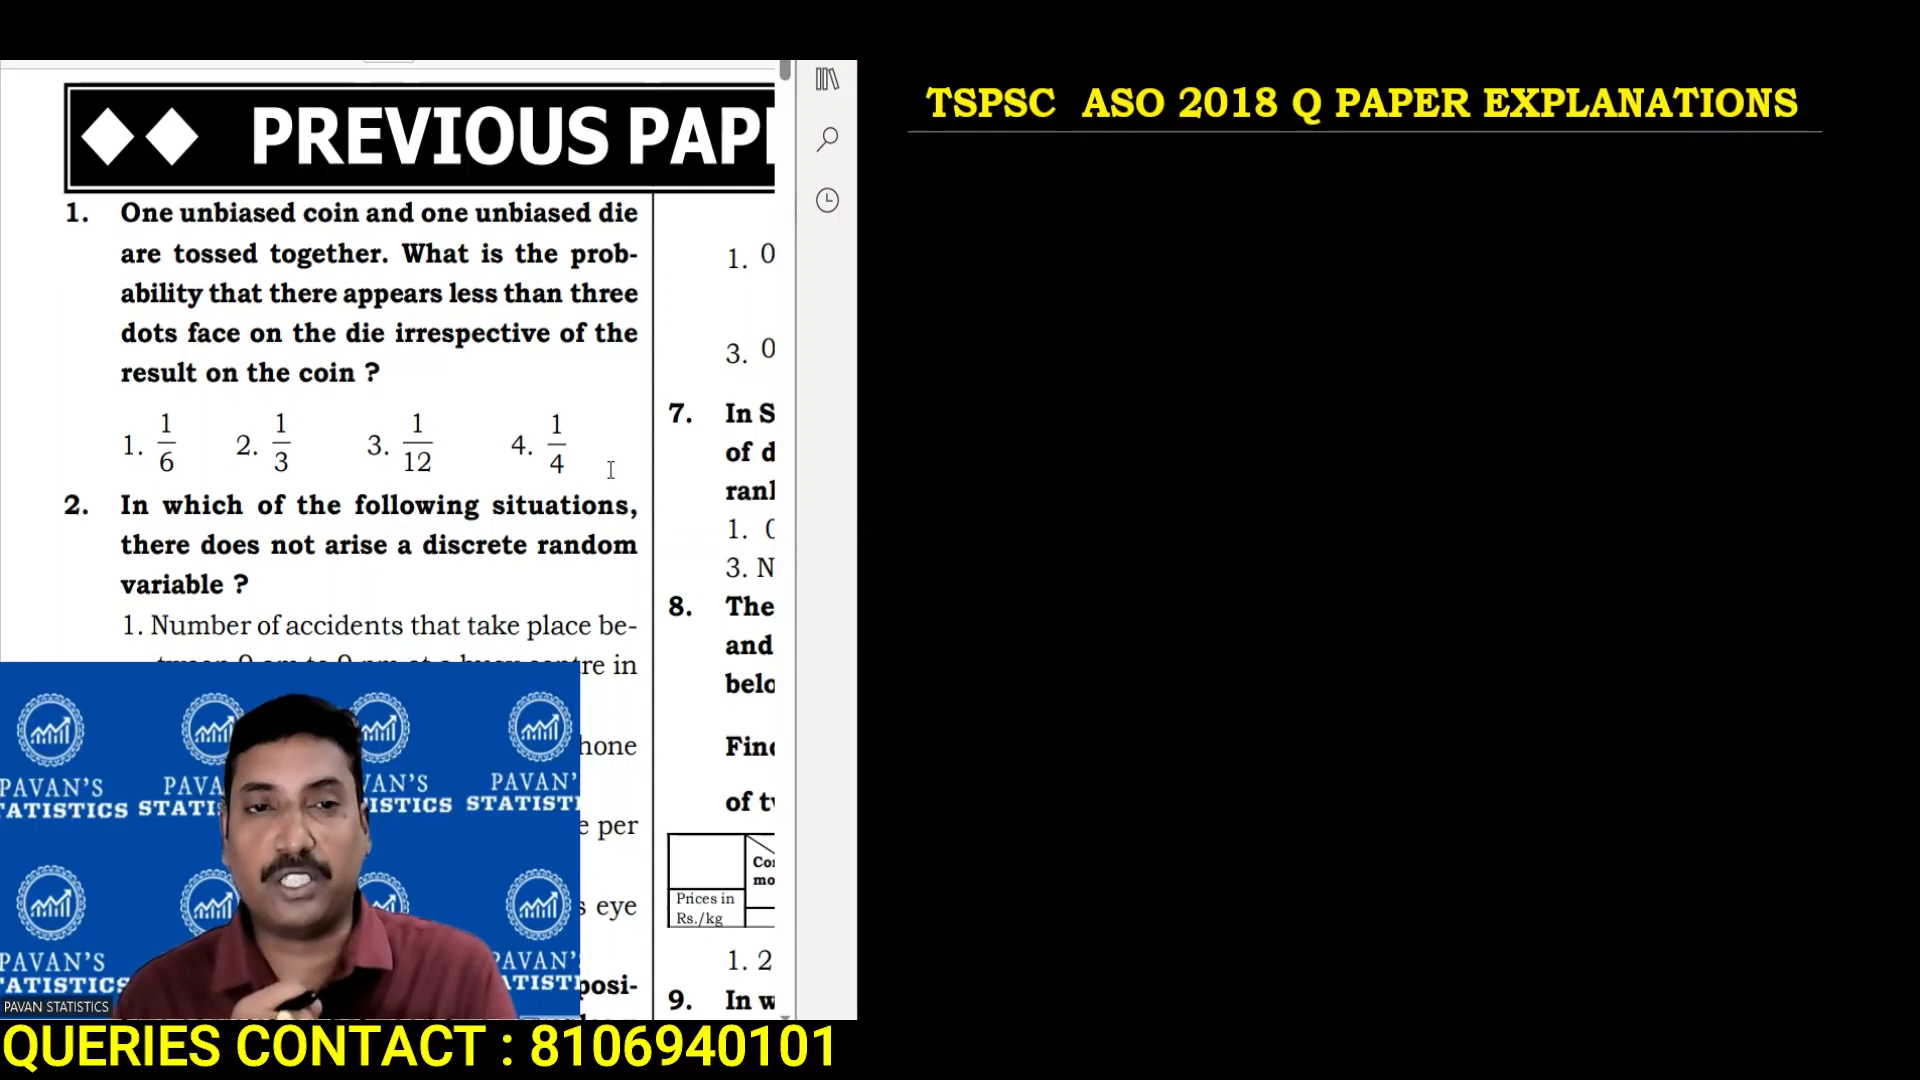 TSPSC ASO 2018 Q PAPER EXPLANATIONS
PREVIOUS
1. One unbiased coin and one unbiased die
are tossed together. What is the prob-
ability that there appears less than three
dots face on the die irrespective of the
result on the coin ?
1. 1/6 2. 1/3 3. 1/12 4. 1/4
2. In which of the following situations,
there does not arise a discrete random
variable ?
1. Number of accidents that take place be-
in
per
eye
posi-
1. 0
3. 0
7. In S
of d
1.
3. N
8. The
and
belo
Find
of tw
Prices in
Rs./kg
1. 2
9. In w
PAVAN'S
STATISTICS
PAVAN STATISTICS
QUERIES CONTACT : 8106940101